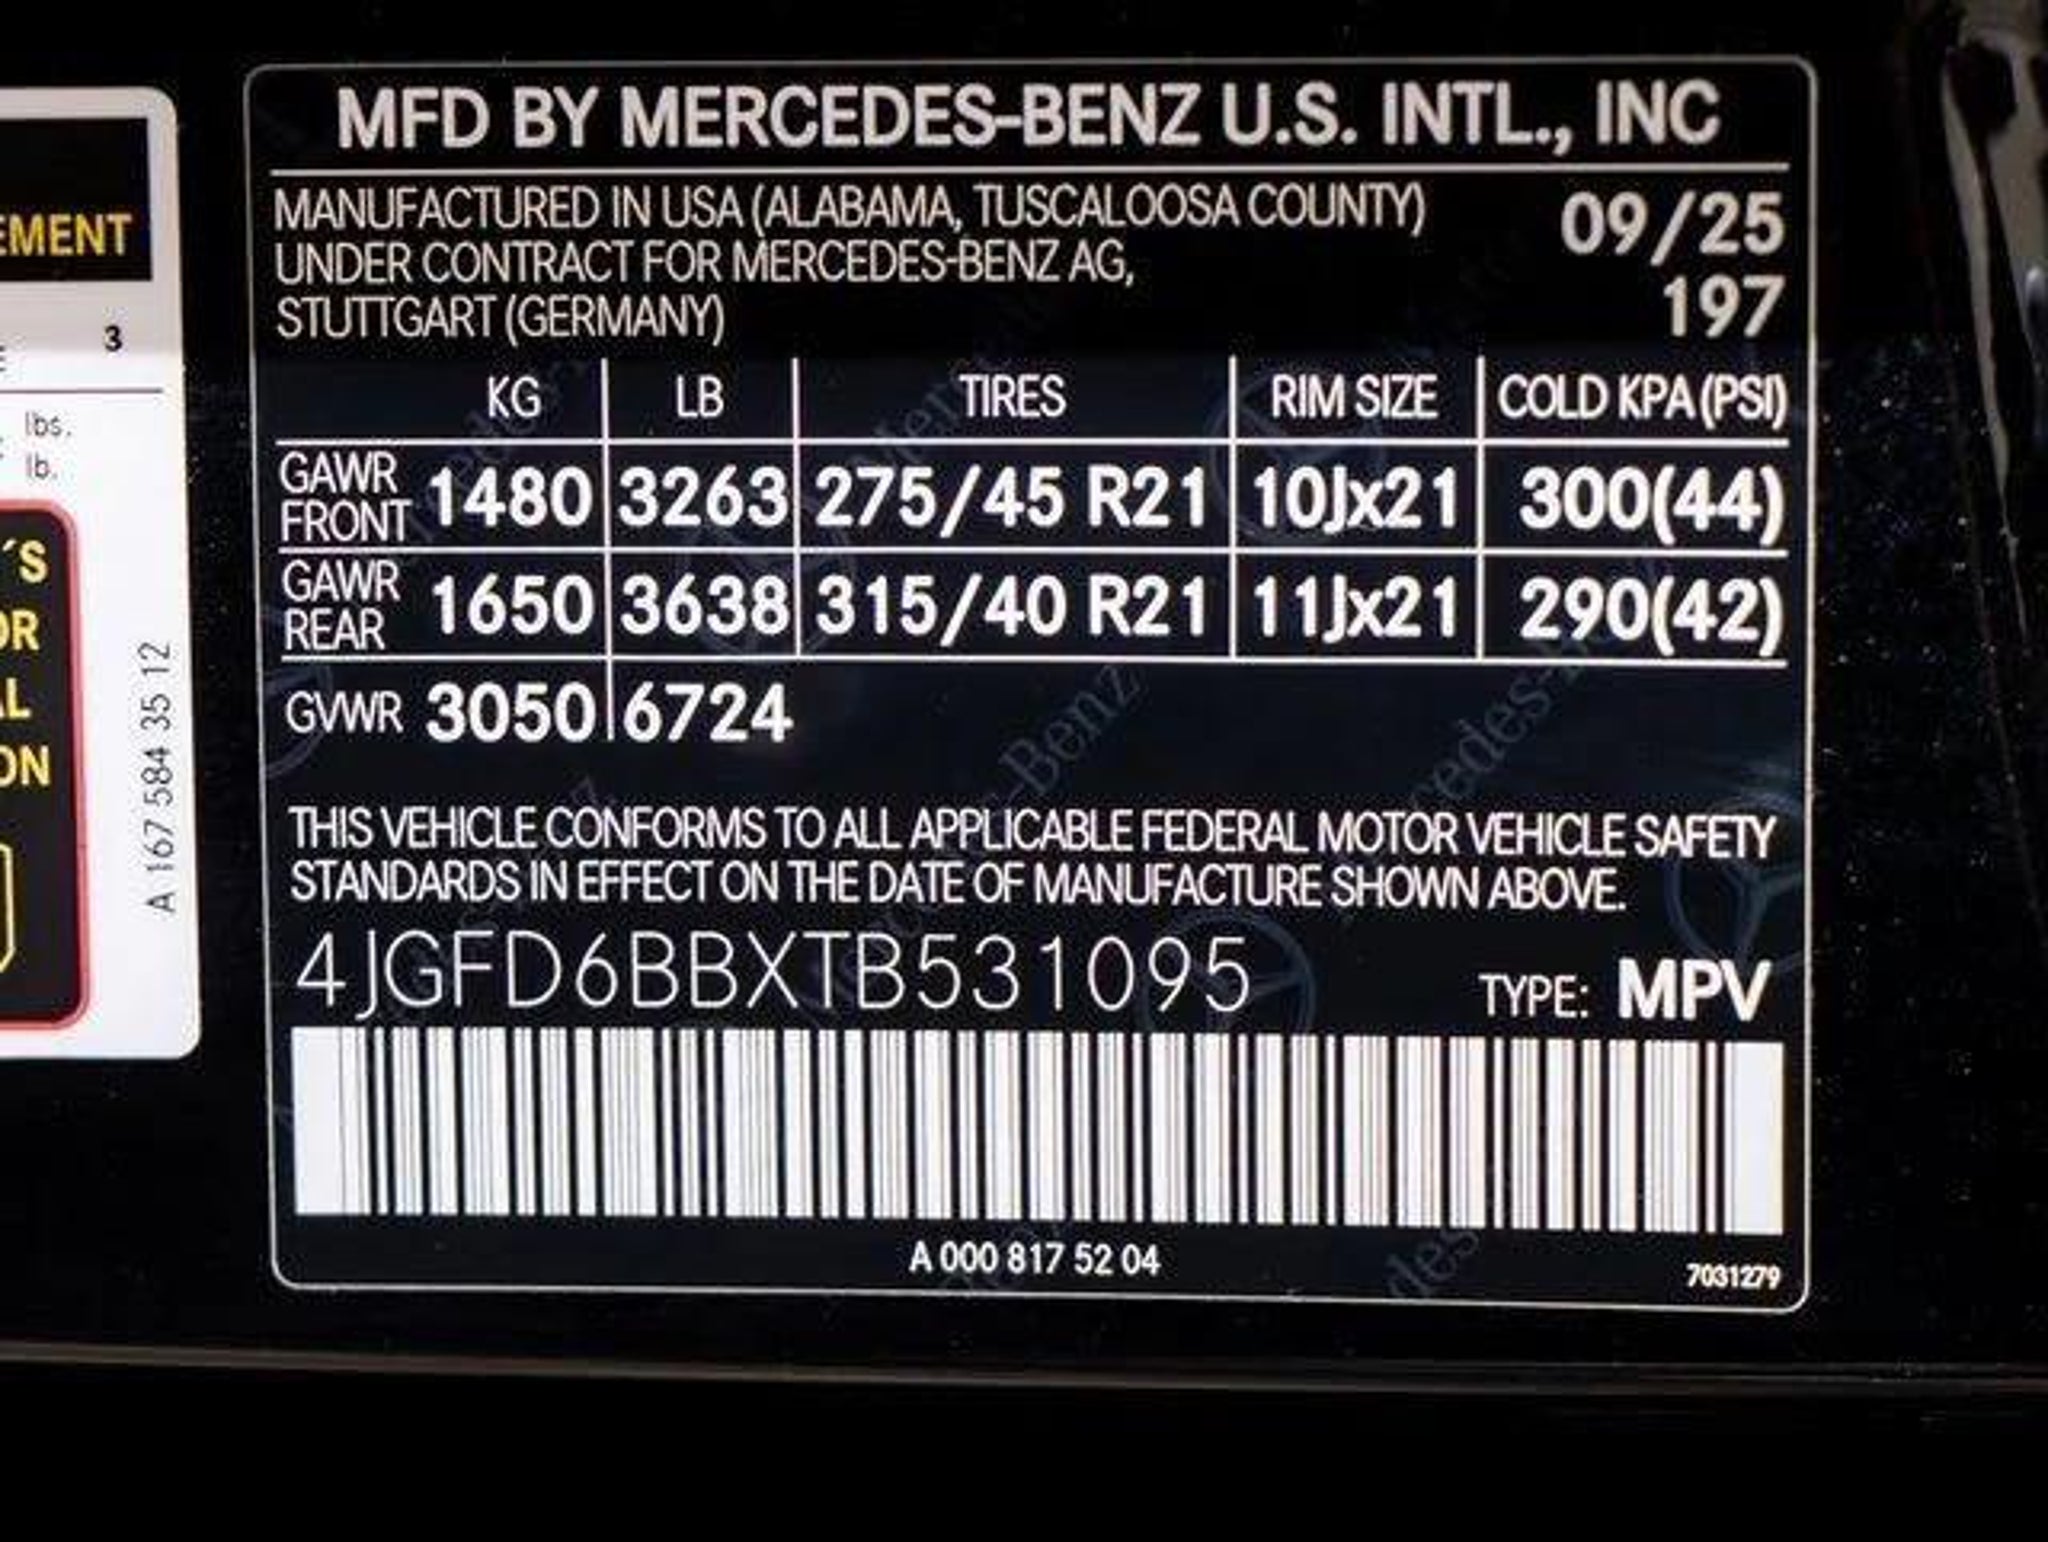 EMENT
3
lbs.
lb.
´S
OR
AL
ON
A 167 584 35 12
MFD BY MERCEDES-BENZ U.S. INTL., INC
MANUFACTURED IN USA (ALABAMA, TUSCALOOSA COUNTY) 09/25
UNDER CONTRACT FOR MERCEDES-BENZ AG,
STUTTGART (GERMANY) 197
KG LB TIRES RIM SIZE COLD KPA (PSI)
GAWR FRONT 1480 3263 275/45 R21 10Jx21 300(44)
GAWR REAR 1650 3638 315/40 R21 11Jx21 290(42)
GVWR 3050 6724
THIS VEHICLE CONFORMS TO ALL APPLICABLE FEDERAL MOTOR VEHICLE SAFETY
STANDARDS IN EFFECT ON THE DATE OF MANUFACTURE SHOWN ABOVE.
4JGFD6BBXTB531095 TYPE: MPV
A 000 817 52 04
7031279